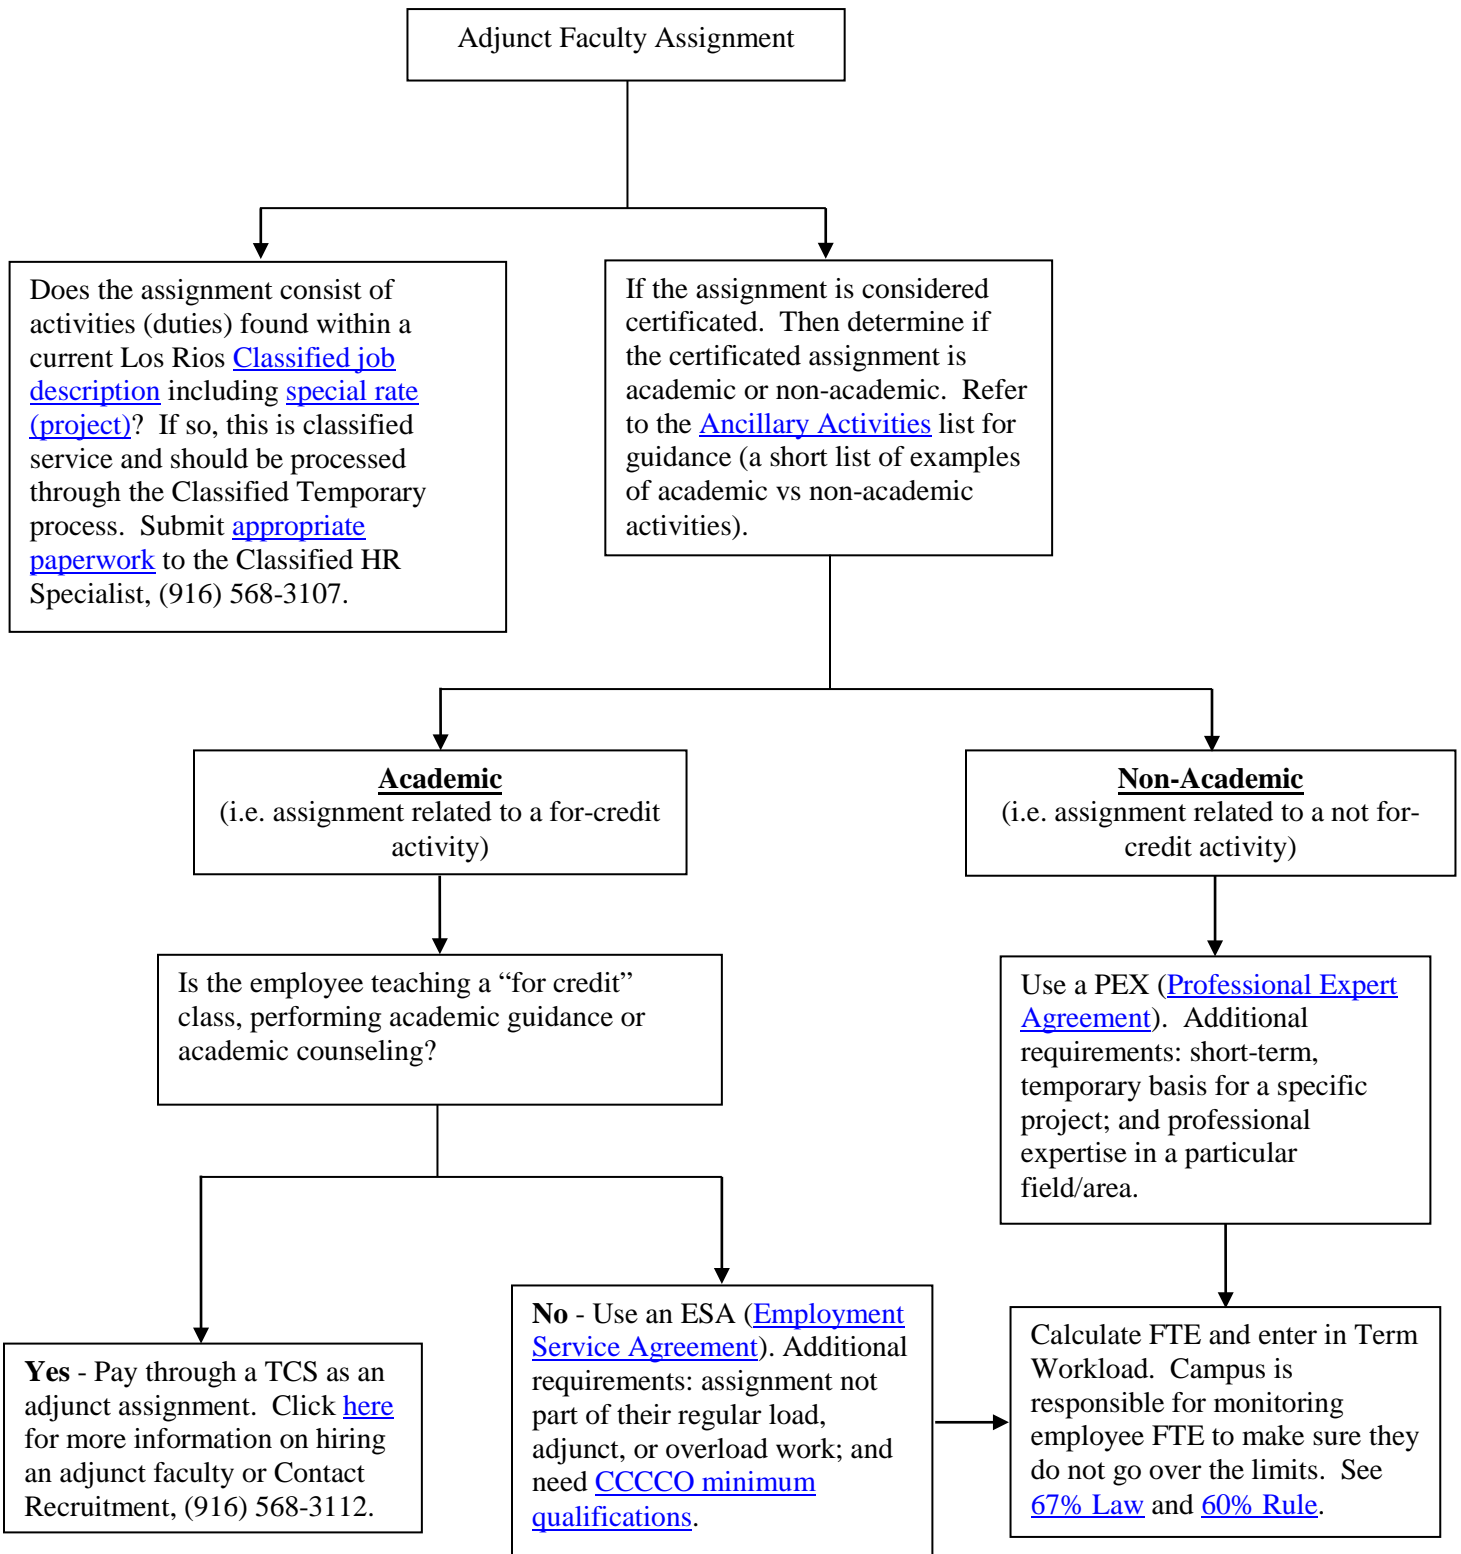 Adjunct Faculty Assignment
Does the assignment consist of
activities (duties) found within a
current Los Rios Classified job
description including special rate
(project)?  If so, this is classified
service and should be processed
through the Classified Temporary
process.  Submit appropriate
paperwork to the Classified HR
Specialist, (916) 568-3107.
If the assignment is considered
certificated.  Then determine if
the certificated assignment is
academic or non-academic.  Refer
to the Ancillary Activities list for
guidance (a short list of examples
of academic vs non-academic
activities).
Academic
(i.e. assignment related to a for-credit
activity)
Non-Academic
(i.e. assignment related to a not for-
credit activity)
Is the employee teaching a “for credit”
class, performing academic guidance or
academic counseling?
Use a PEX (Professional Expert
Agreement).  Additional
requirements: short-term,
temporary basis for a specific
project; and professional
expertise in a particular
field/area.
Yes - Pay through a TCS as an
adjunct assignment.  Click here
for more information on hiring
an adjunct faculty or Contact
Recruitment, (916) 568-3112.
No - Use an ESA (Employment
Service Agreement). Additional
requirements: assignment not
part of their regular load,
adjunct, or overload work; and
need CCCCO minimum
qualifications.
Calculate FTE and enter in Term
Workload.  Campus is
responsible for monitoring
employee FTE to make sure they
do not go over the limits.  See
67% Law and 60% Rule.